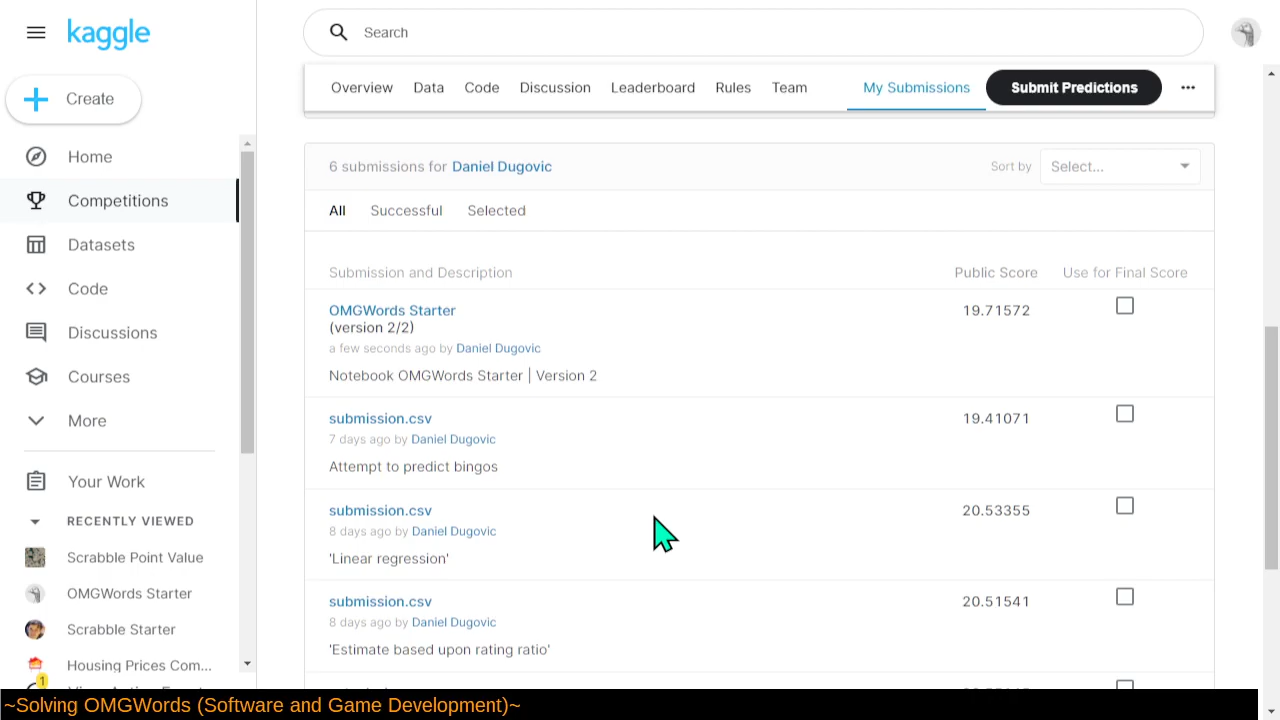 kaggle
Search
Create
Overview Data Code Discussion Leaderboard Rules Team My Submissions Submit Predictions
Home
Competitions
Datasets
Code
Discussions
Courses
More
Your Work
RECENTLY VIEWED
Scrabble Point Value
OMGWords Starter
Scrabble Starter
Housing Prices Com...
1
6 submissions for Daniel Dugovic Sort by Select...
All Successful Selected
Submission and Description Public Score Use for Final Score
OMGWords Starter 19.71572
(version 2/2)
a few seconds ago by Daniel Dugovic
Notebook OMGWords Starter | Version 2
submission.csv 19.41071
7 days ago by Daniel Dugovic
Attempt to predict bingos
submission.csv 20.53355
8 days ago by Daniel Dugovic
'Linear regression'
submission.csv 20.51541
8 days ago by Daniel Dugovic
'Estimate based upon rating ratio'
~Solving OMGWords (Software and Game Development)~